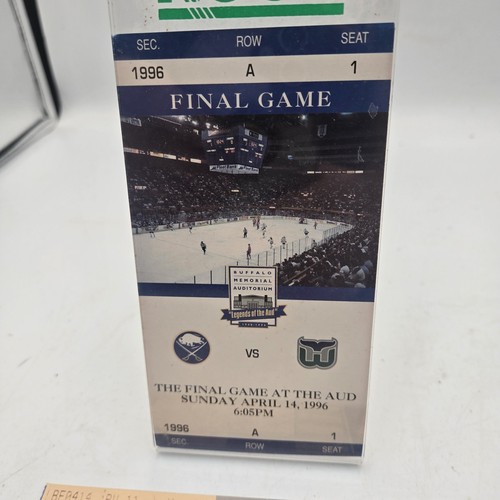 SEC. ROW SEAT
1996 A 1
FINAL GAME
BUFFALO
MEMORIAL
AUDITORIUM
"Legends of the Aud"
VS
THE FINAL GAME AT THE AUD
SUNDAY APRIL 14, 1996
6:05PM
1996 A 1
SEC. ROW SEAT